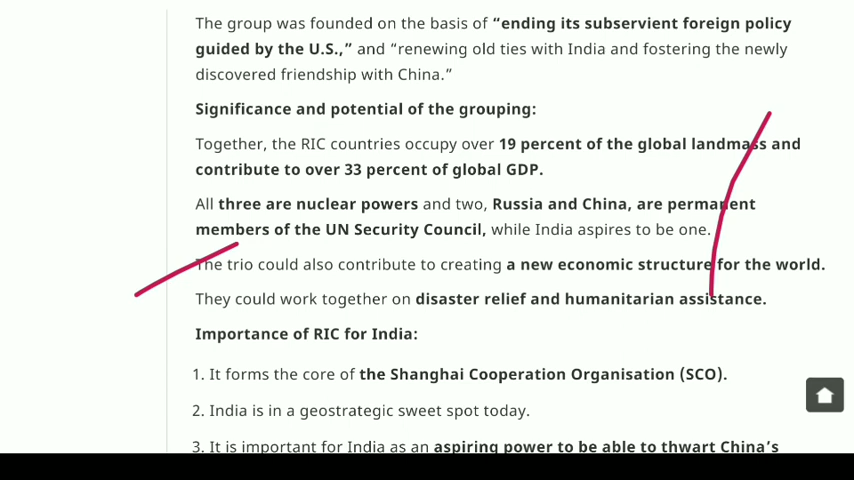 The group was founded on the basis of “ending its subservient foreign policy
guided by the U.S.,” and “renewing old ties with India and fostering the newly
discovered friendship with China.”
Significance and potential of the grouping:
Together, the RIC countries occupy over 19 percent of the global landmass and
contribute to over 33 percent of global GDP.
All three are nuclear powers and two, Russia and China, are permanent
members of the UN Security Council, while India aspires to be one.
The trio could also contribute to creating a new economic structure for the world.
They could work together on disaster relief and humanitarian assistance.
Importance of RIC for India:
1. It forms the core of the Shanghai Cooperation Organisation (SCO).
2. India is in a geostrategic sweet spot today.
3. It is important for India as an aspiring power to be able to thwart China’s